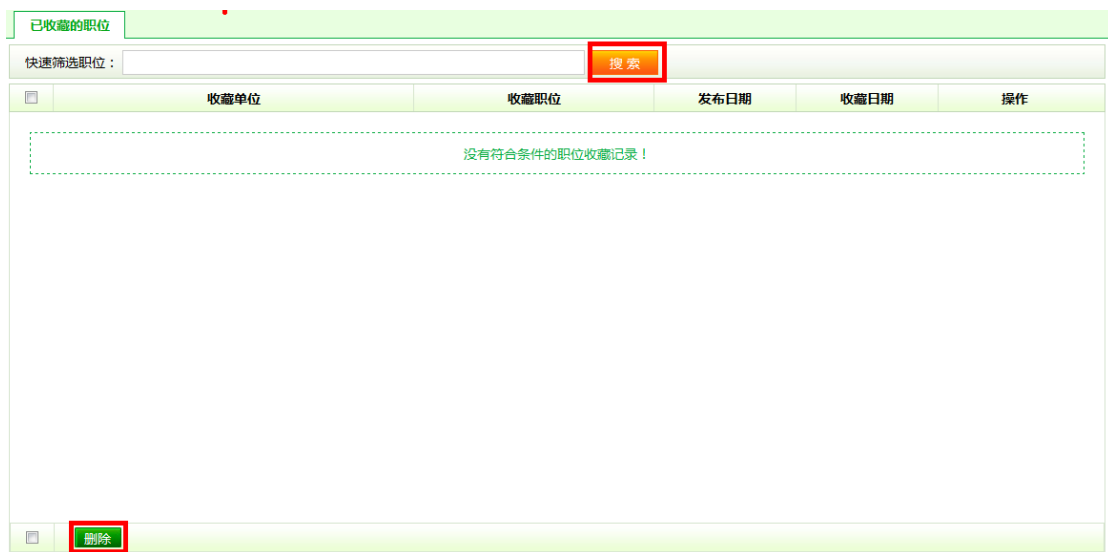 已收藏的职位
快速筛选职位： 搜 索
收藏单位 收藏职位 发布日期 收藏日期 操作
没有符合条件的职位收藏记录！
删除